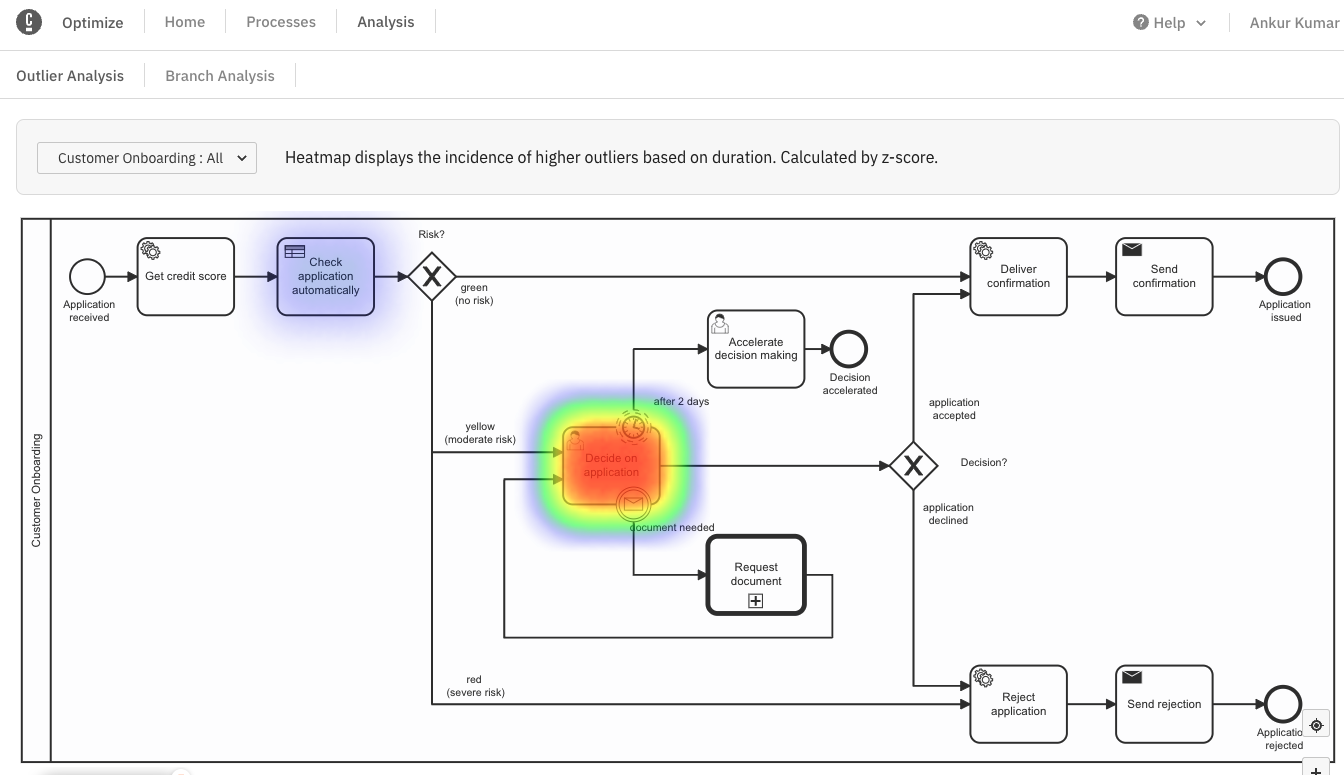 Optimize
Home
Processes
Analysis
Help
Ankur Kumar
Outlier Analysis
Branch Analysis
Customer Onboarding : All
Heatmap displays the incidence of higher outliers based on duration. Calculated by z-score.
Customer Onboarding
Application
received
Get credit score
Check
application
automatically
Risk?
green
(no risk)
yellow
(moderate risk)
red
(severe risk)
Decide on
application
after 2 days
document needed
Accelerate
decision making
Decision
accelerated
Request
document
Decision?
application
accepted
application
declined
Deliver
confirmation
Send
confirmation
Application
issued
Reject
application
Send rejection
rejected